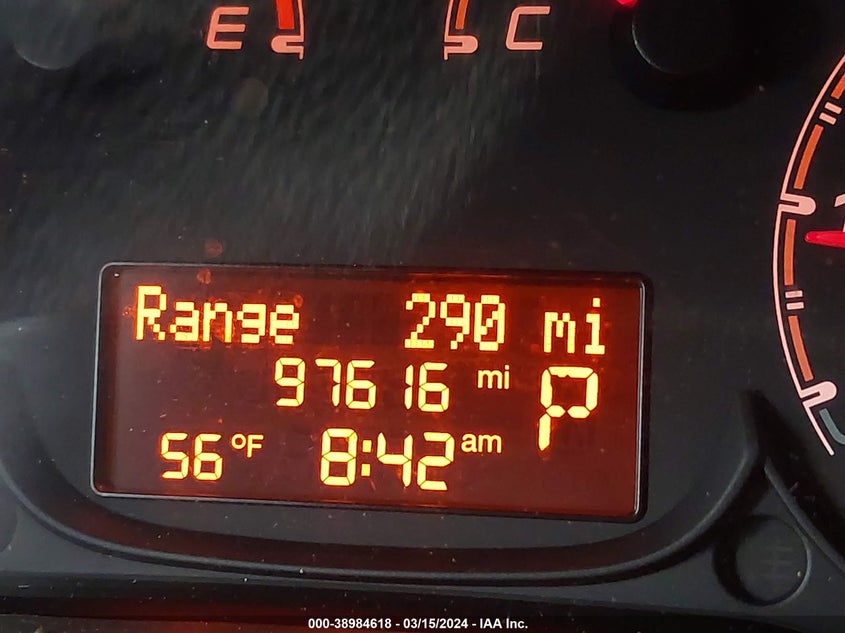 E C
Range 290 mi
97616 mi P
56 °F 8:42 am
000-38984618 - 03/15/2024 - IAA Inc.